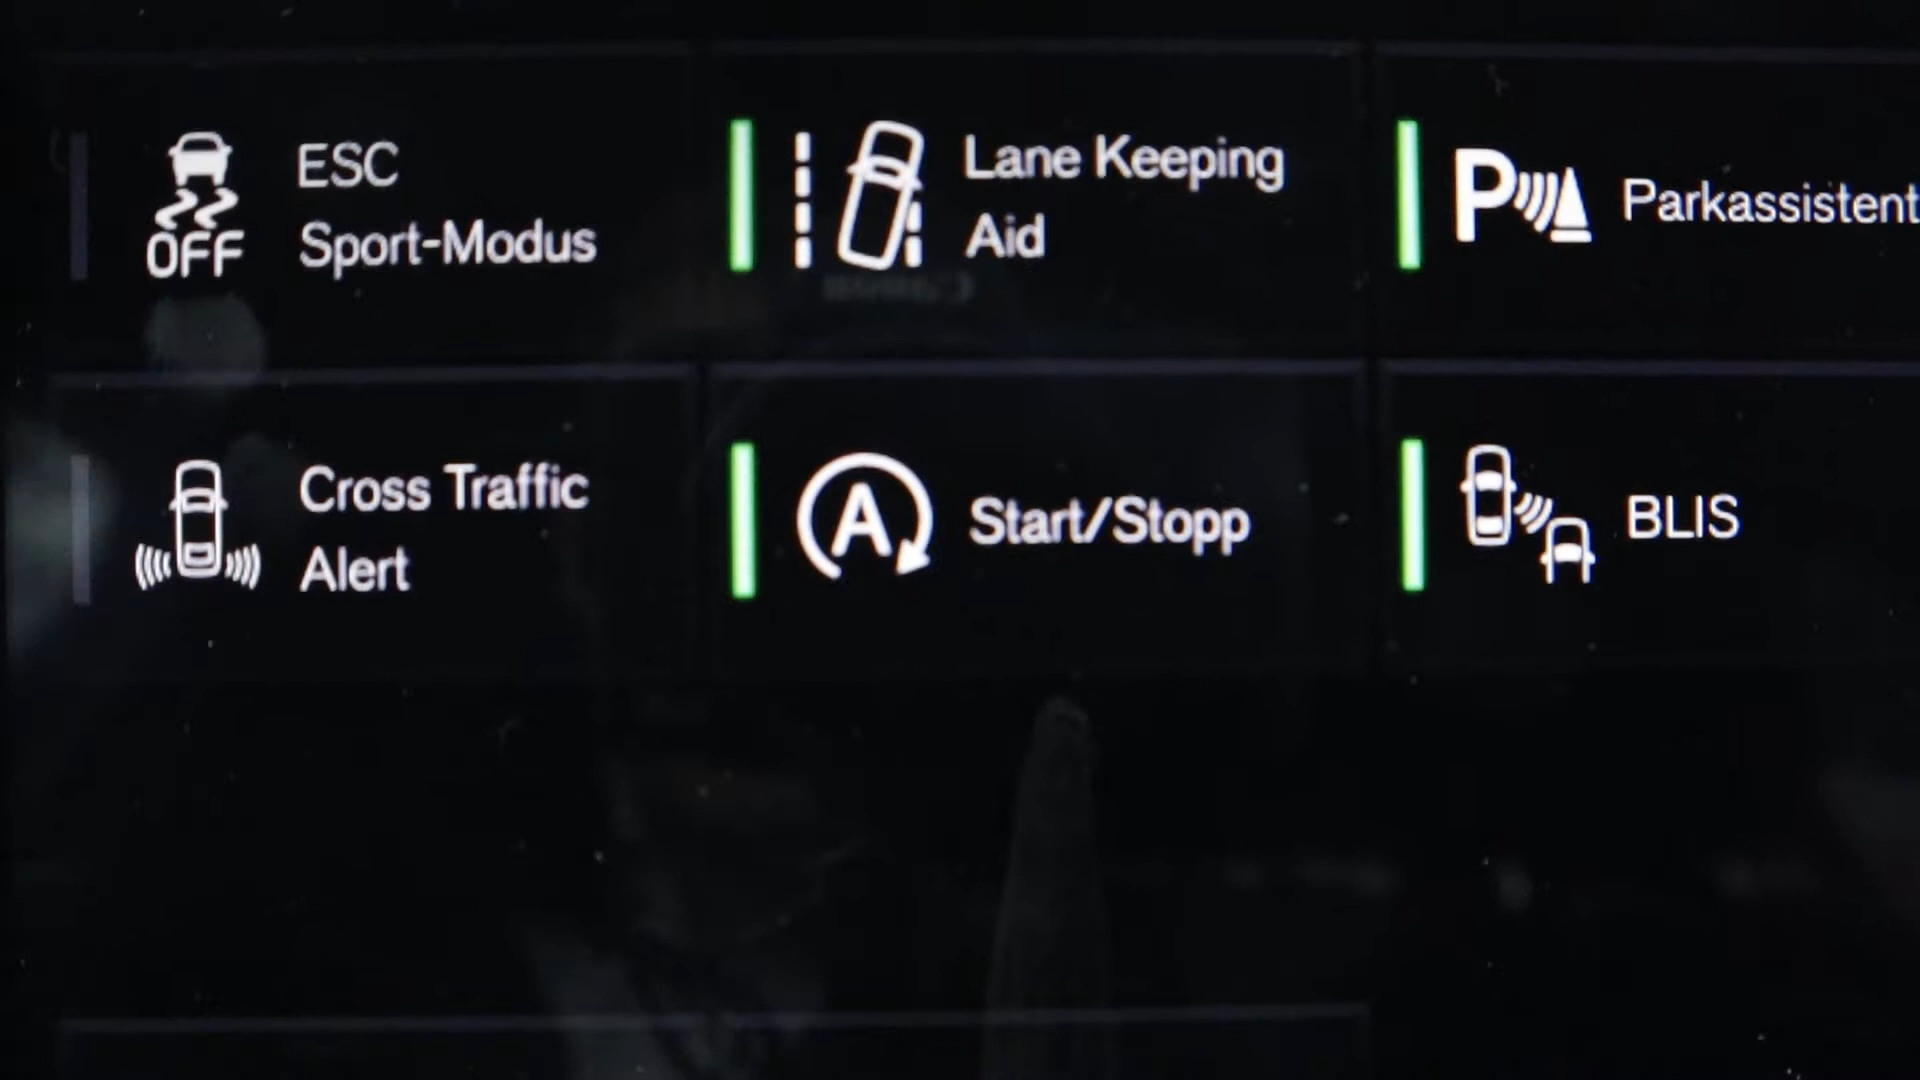 ESC
Sport-Modus
OFF
Lane Keeping
Aid
P
Parkassistent
Cross Traffic
Alert
A
Start/Stopp
BLIS